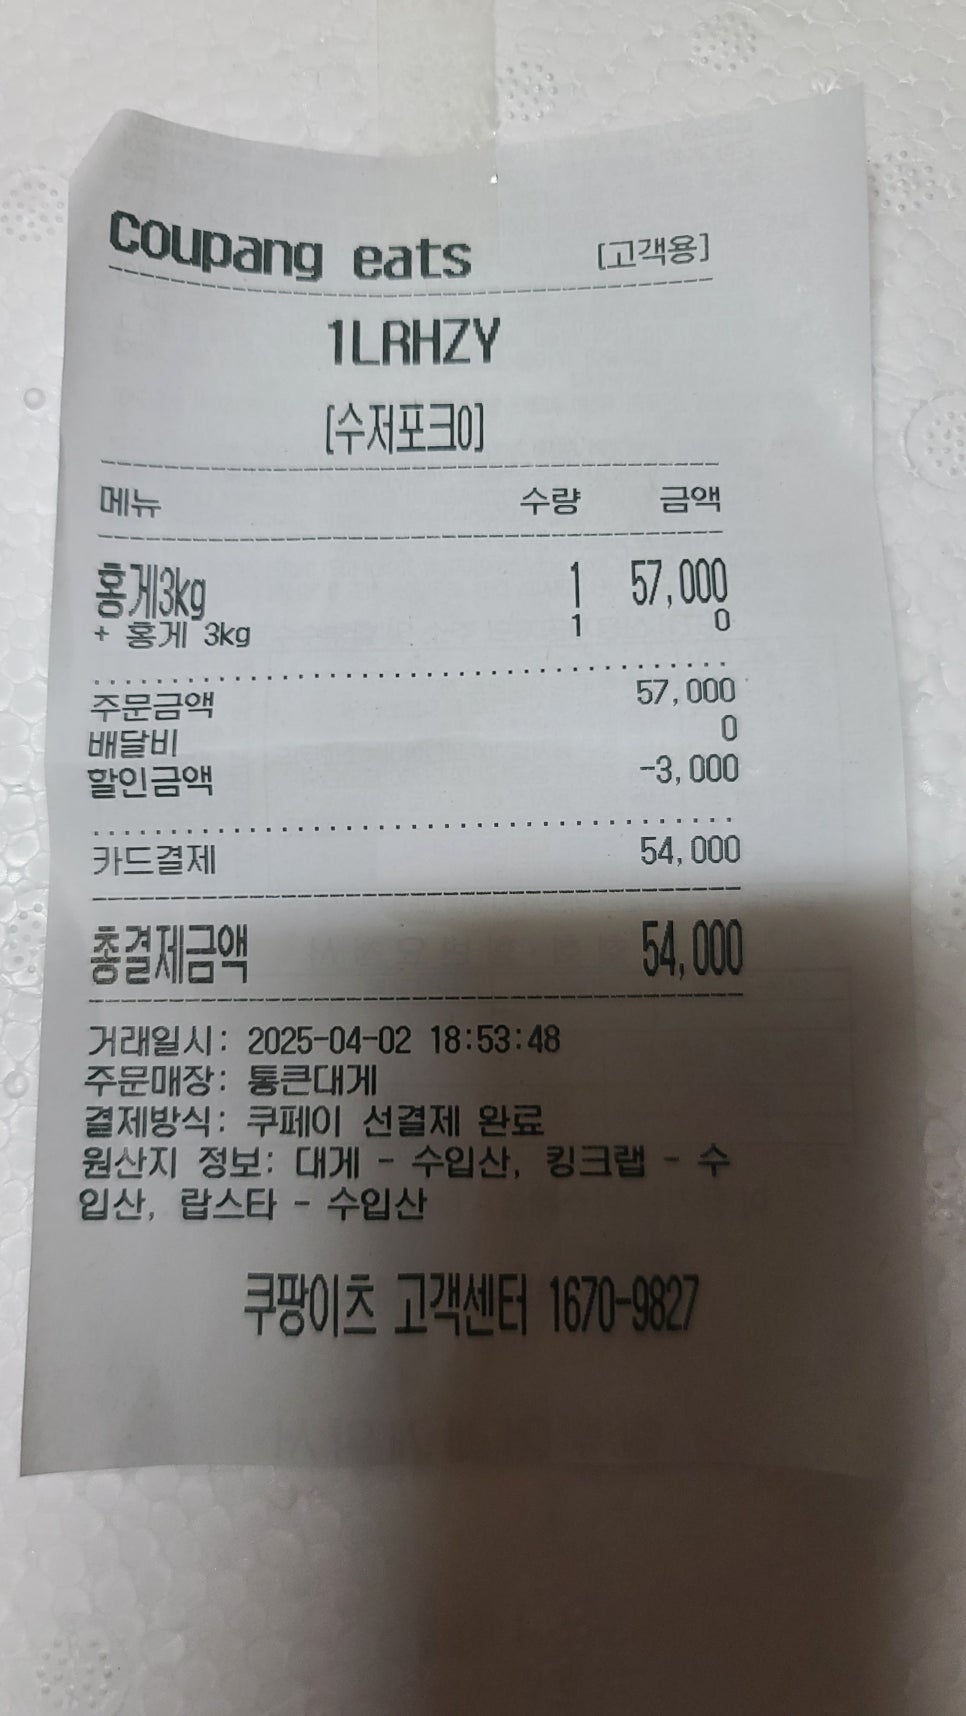 Coupang eats [고객용]
1LRHZY
[수저포크O]
메뉴 수량 금액
홍게3kg 1 57,000
+ 홍게 3kg 1 0
주문금액 57,000
배달비 0
할인금액 -3,000
카드결제 54,000
총결제금액 54,000
거래일시: 2025-04-02 18:53:48
주문매장: 통큰대게
결제방식: 쿠페이 선결제 완료
원산지 정보: 대게 - 수입산, 킹크랩 - 수
입산, 랍스타 - 수입산
쿠팡이츠 고객센터 1670-9827